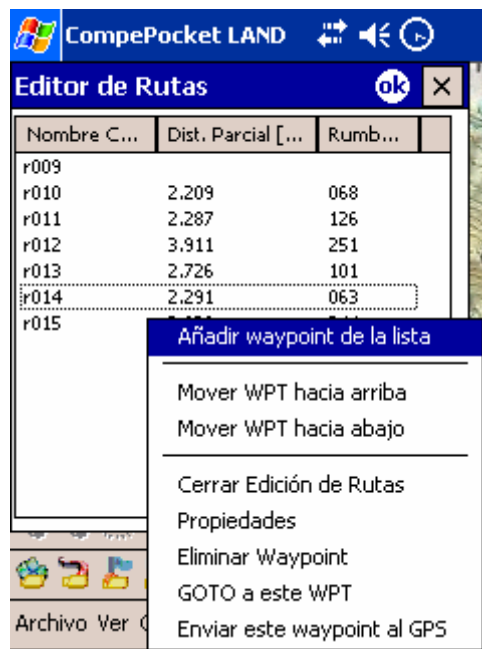 CompePocket LAND
Editor de Rutas ok
Nombre C... Dist. Parcial [... Rumb...
r009
r010 2.209 068
r011 2.287 126
r012 3.911 251
r013 2.726 101
r014 2.291 063
r015
Añadir waypoint de la lista
Mover WPT hacia arriba
Mover WPT hacia abajo
Cerrar Edición de Rutas
Propiedades
Eliminar Waypoint
GOTO a este WPT
Enviar este waypoint al GPS
Archivo Ver